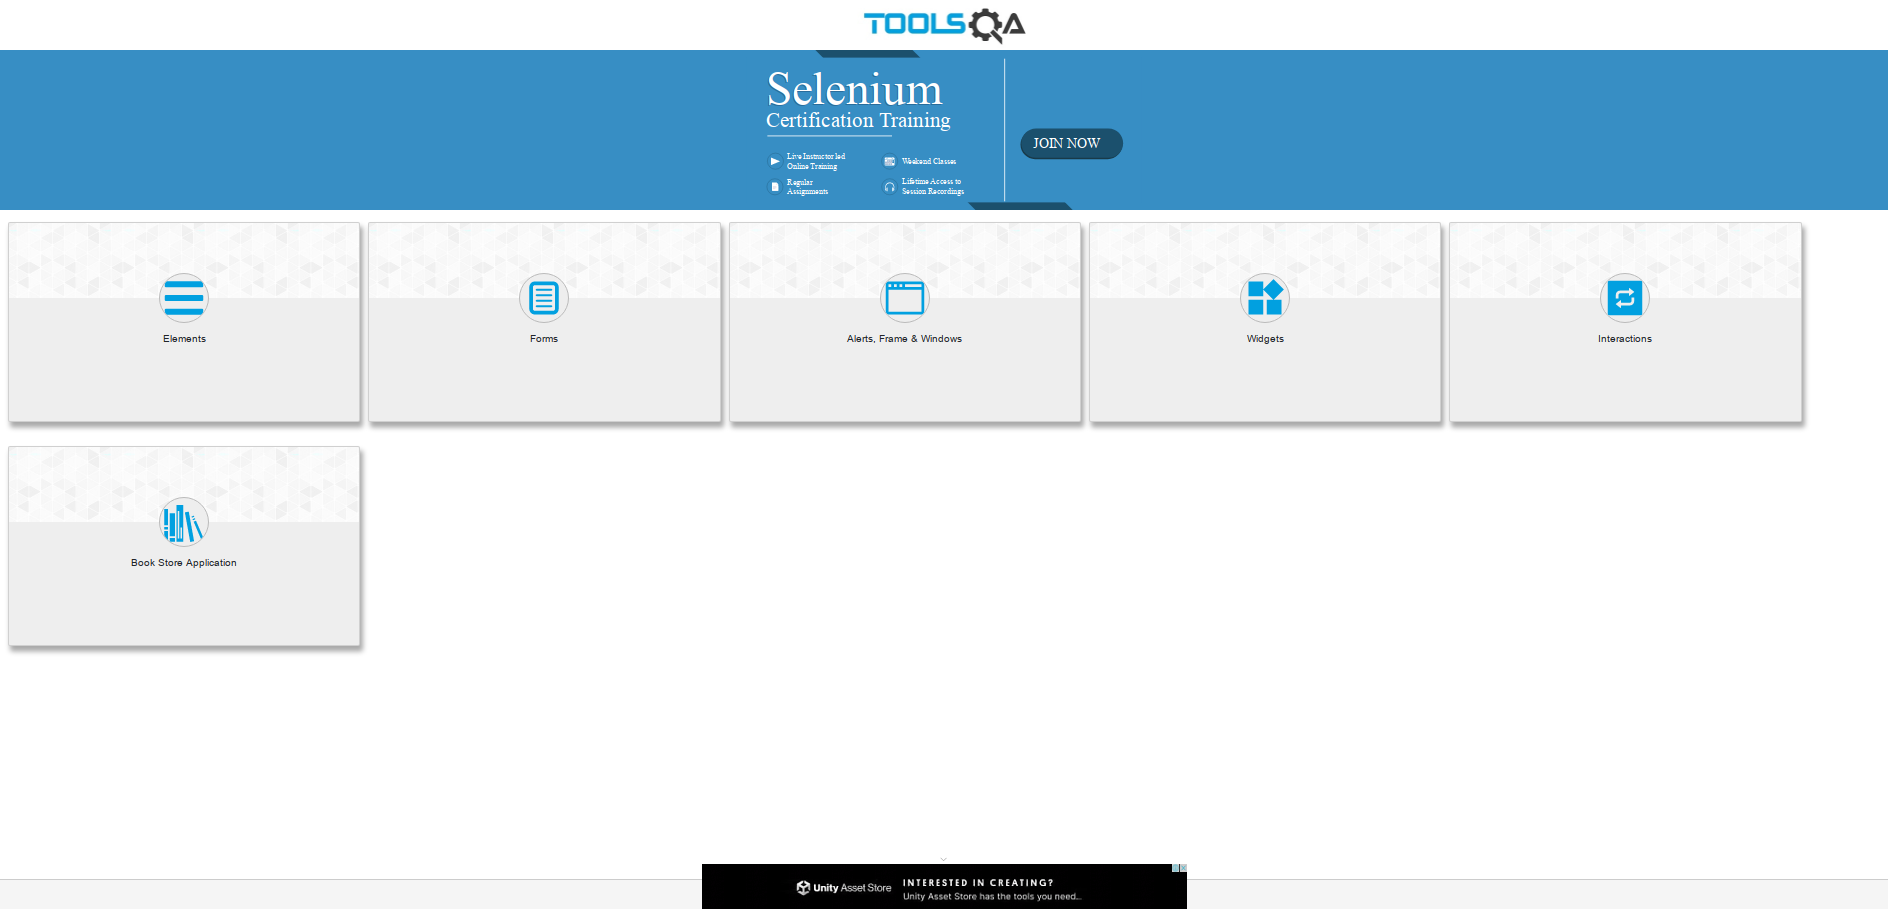 TOOLSQA
Selenium
Certification Training
JOIN NOW
Live Instructor led
Online Training
Weekend Classes
Regular
Assignments
Lifetime Access to
Session Recordings
Elements
Forms
Alerts, Frame & Windows
Widgets
Interactions
Book Store Application
Unity Asset Store
INTERESTED IN CREATING?
Unity Asset Store has the tools you need...